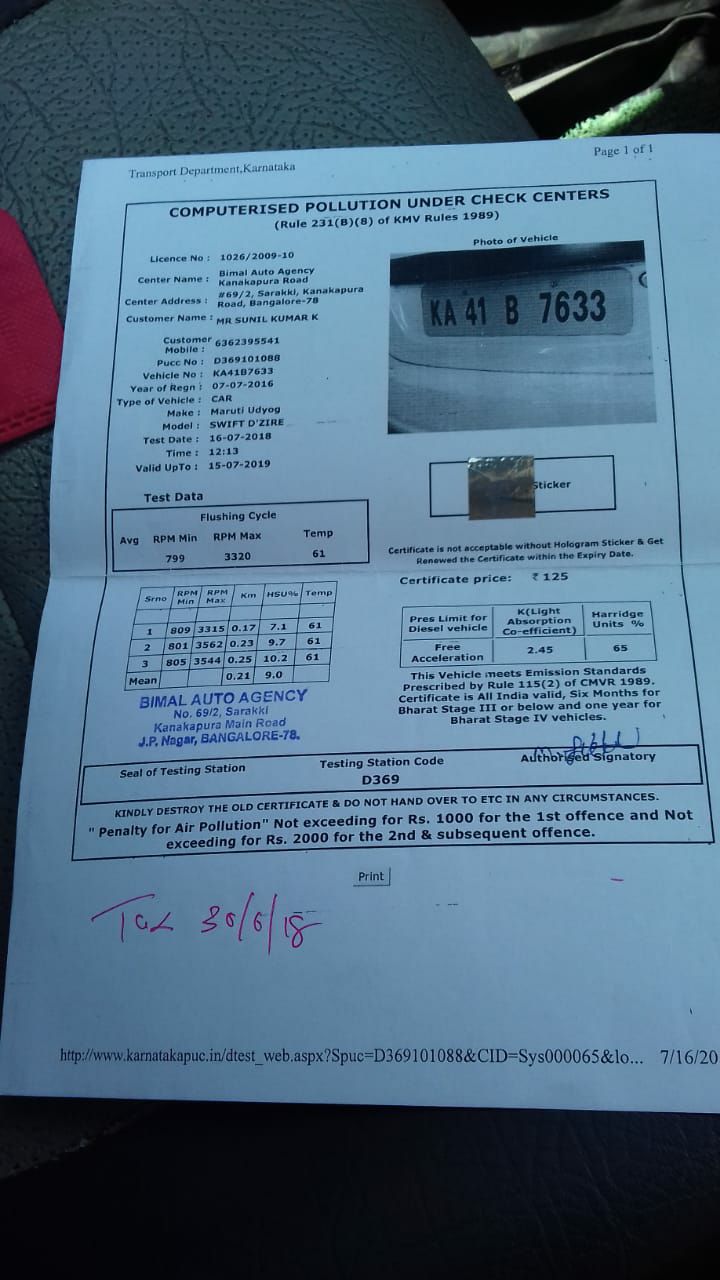 Transport Department,Karnataka
Page 1 of 1
COMPUTERISED POLLUTION UNDER CHECK CENTERS
(Rule 231(B)(8) of KMV Rules 1989)
Licence No : 1026/2009-10
Center Name : Bimal Auto Agency
Kanakapura Road
Center Address : #69/2, Sarakki, Kanakapura
Road, Bangalore-78
Customer Name : MR SUNIL KUMAR K
Customer Mobile : 6362395541
Pucc No : D369101088
Vehicle No : KA41B7633
Year of Regn : 07-07-2016
Type of Vehicle : CAR
Make : Maruti Udyog
Model : SWIFT D'ZIRE
Test Date : 16-07-2018
Time : 12:13
Valid UpTo : 15-07-2019
Photo of Vehicle
KA 41 B 7633
Sticker
Certificate is not acceptable without Hologram Sticker & Get
Renewed the Certificate within the Expiry Date.
Certificate price: ₹ 125
Test Data
Flushing Cycle
Avg RPM Min RPM Max Temp
799 3320 61
Srno RPM Min RPM Max Km HSU% Temp
1 809 3315 0.17 7.1 61
2 801 3562 0.23 9.7 61
3 805 3544 0.25 10.2 61
Mean 0.21 9.0
Pres Limit for Diesel vehicle K(Light Absorption Co-efficient) Harridge Units %
Free Acceleration 2.45 65
This Vehicle meets Emission Standards
Prescribed by Rule 115(2) of CMVR 1989.
Certificate is All India valid, Six Months for
Bharat Stage III or below and one year for
Bharat Stage IV vehicles.
BIMAL AUTO AGENCY
No. 69/2, Sarakki
Kanakapura Main Road
J.P. Nagar, BANGALORE-78.
Seal of Testing Station
Testing Station Code
D369
Authorised Signatory
KINDLY DESTROY THE OLD CERTIFICATE & DO NOT HAND OVER TO ETC IN ANY CIRCUMSTANCES.
" Penalty for Air Pollution" Not exceeding for Rs. 1000 for the 1st offence and Not
exceeding for Rs. 2000 for the 2nd & subsequent offence.
Print
30/6/18
http://www.karnatakapuc.in/dtest_web.aspx?Spuc=D369101088&CID=Sys000065&lo... 7/16/20